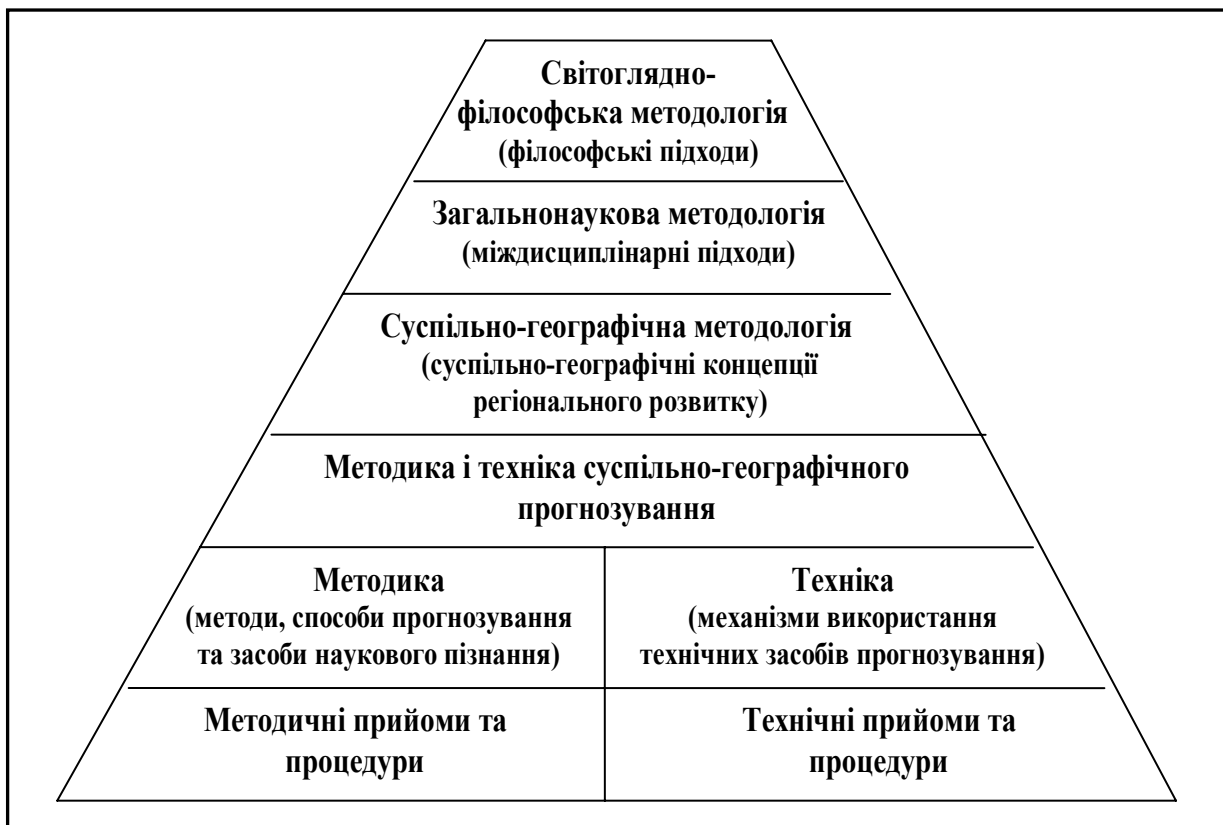 Світоглядно-
філософська методологія
(філософські підходи)
Загальнонаукова методологія
(міждисциплінарні підходи)
Суспільно-географічна методологія
(суспільно-географічні концепції
регіонального розвитку)
Методика і техніка суспільно-географічного
прогнозування
Методика
(методи, способи прогнозування
та засоби наукового пізнання)
Техніка
(механізми використання
технічних засобів прогнозування)
Методичні прийоми та
процедури
Технічні прийоми та
процедури